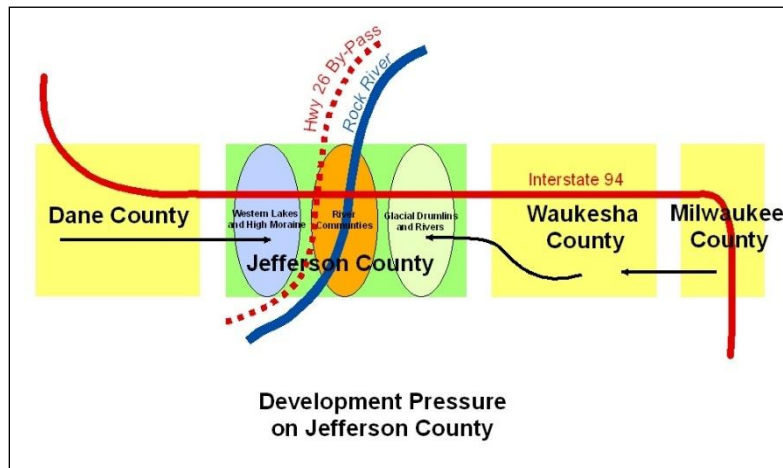 Hwy 26 By-Pass
Rock River
Interstate 94
Dane County
Western Lakes
and High Moraine
River
Communities
Glacial Drumlins
and Rivers
Waukesha
County
Milwaukee
County
Jefferson County
Development Pressure
on Jefferson County